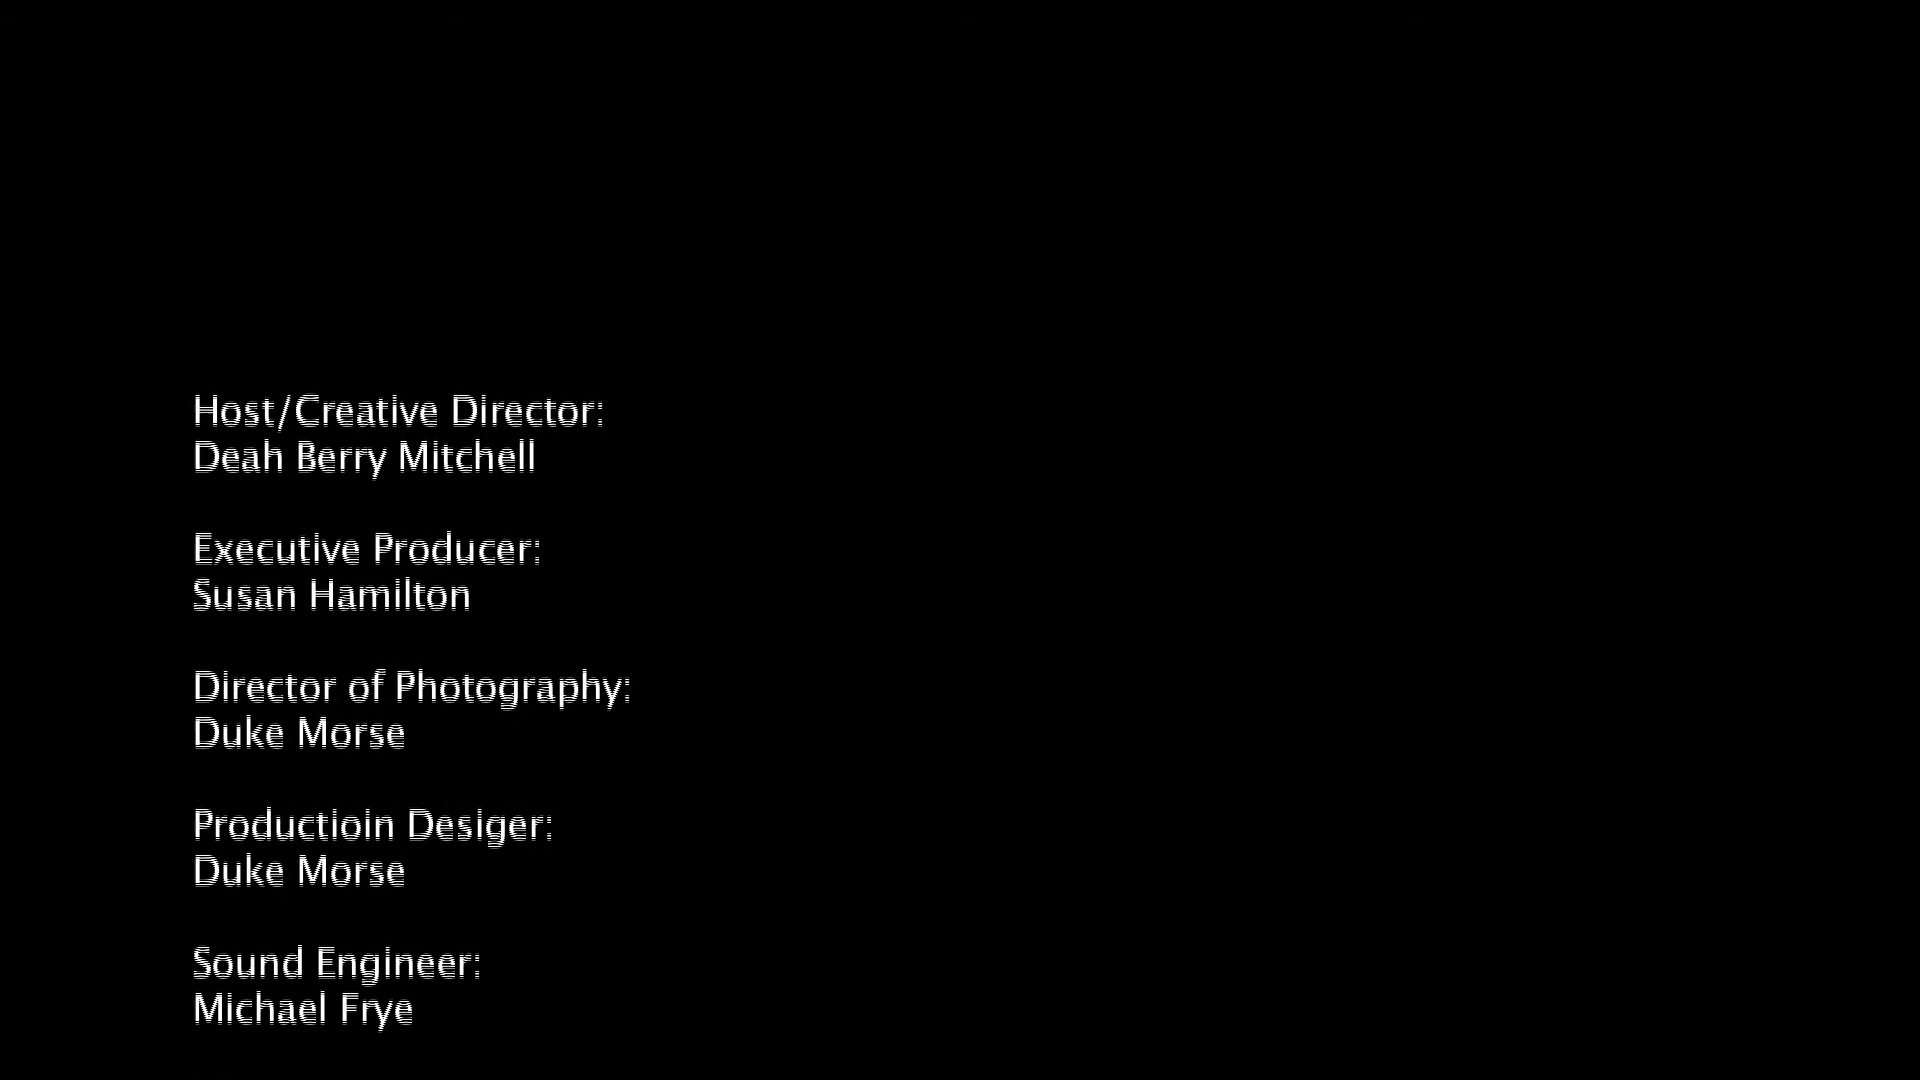 Host/Creative Director:
Deah Berry Mitchell
Executive Producer:
Susan Hamilton
Director of Photography:
Duke Morse
Productioin Desiger:
Duke Morse
Sound Engineer:
Michael Frye